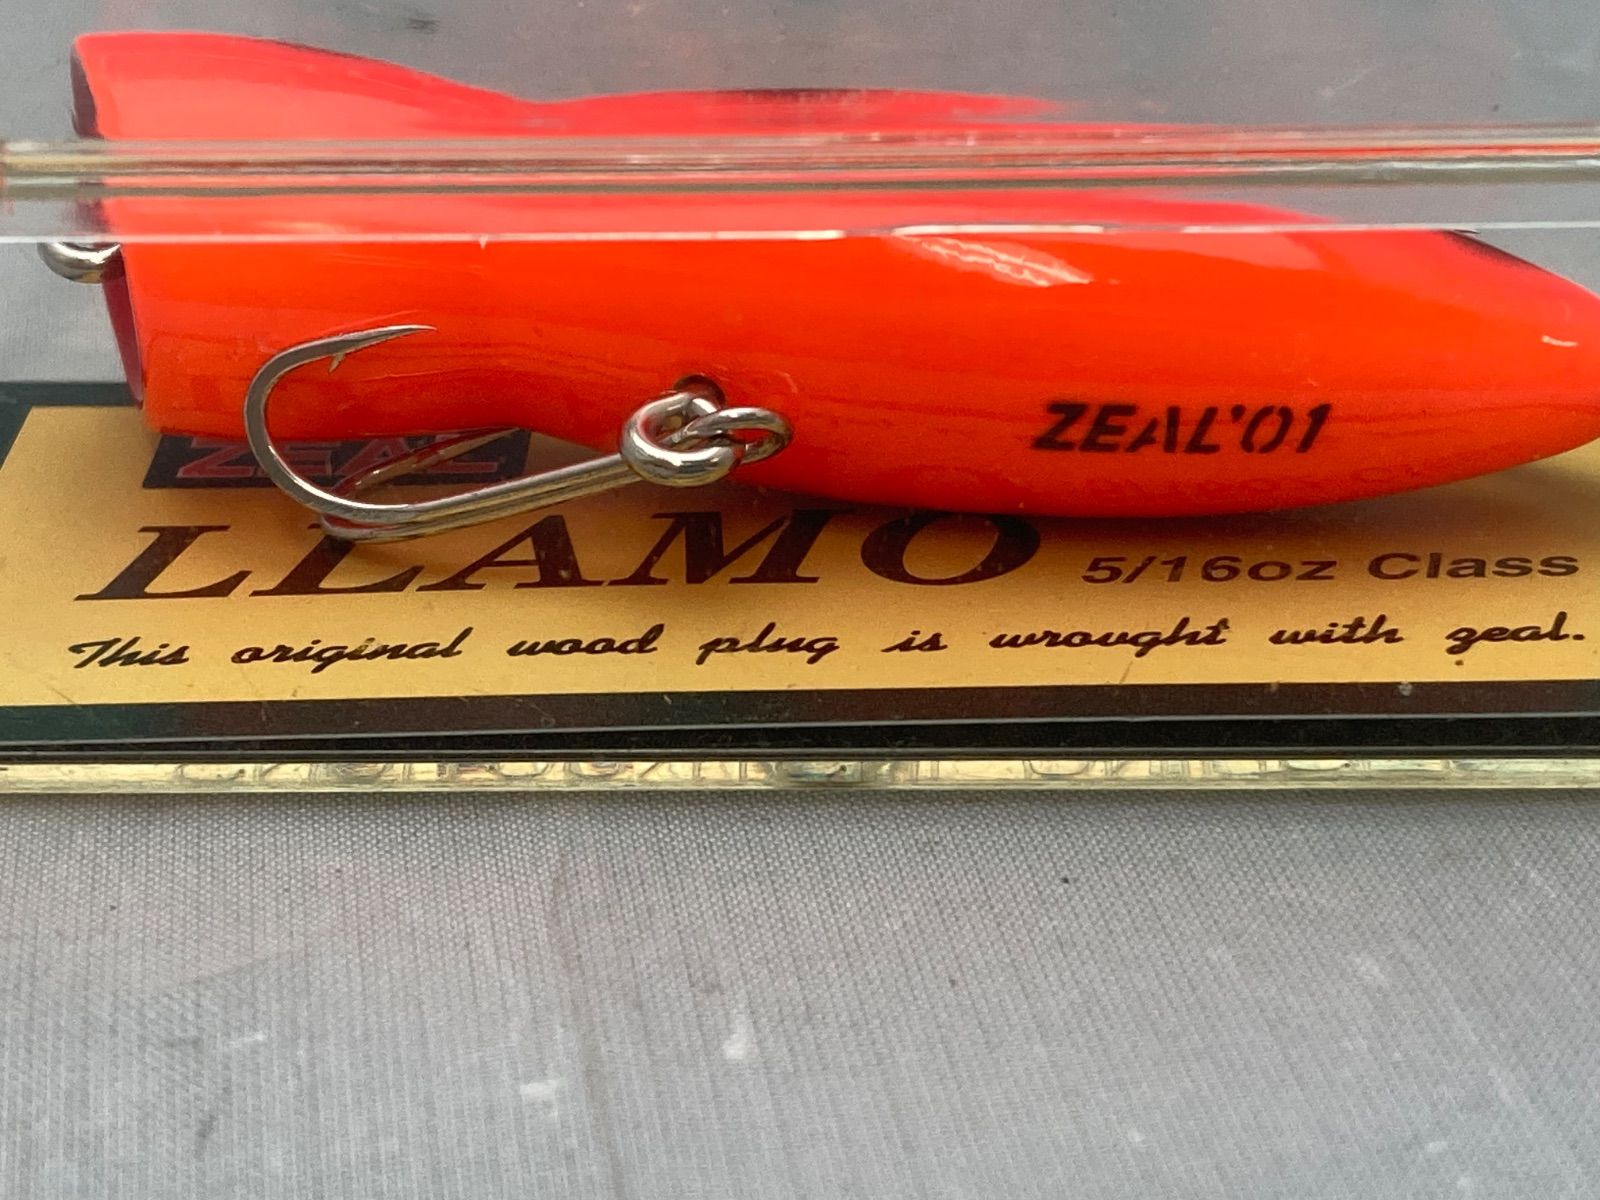 ZEAL'01
ZEAL
LLAMO 5/16oz Class
This original wood plug is wrought with zeal.